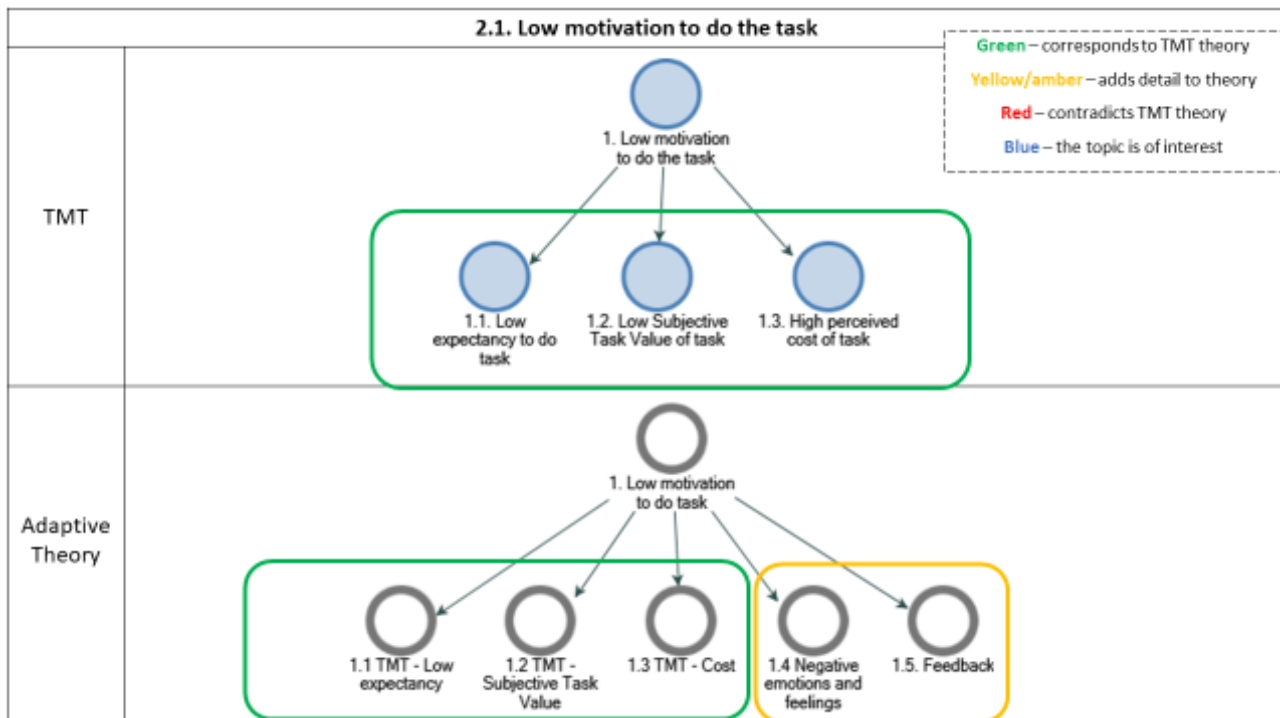 2.1. Low motivation to do the task
Green – corresponds to TMT theory
Yellow/amber – adds detail to theory
Red – contradicts TMT theory
Blue – the topic is of interest
TMT
1. Low motivation
to do the task
1.1. Low
expectancy to do
task
1.2. Low Subjective
Task Value of task
1.3. High perceived
cost of task
Adaptive
Theory
1. Low motivation
to do task
1.1 TMT - Low
expectancy
1.2 TMT -
Subjective Task
Value
1.3 TMT - Cost
1.4 Negative
emotions and
feelings
1.5. Feedback